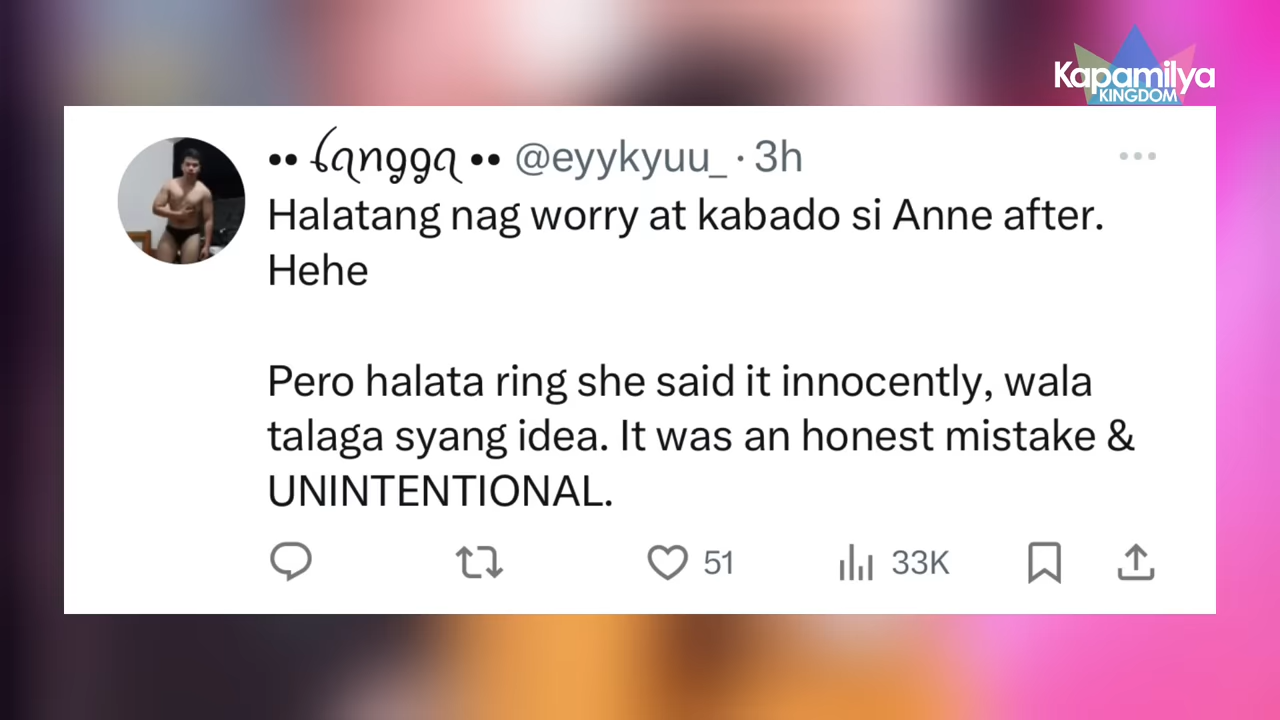 Kapamilya
KINGDOM
•• tangga •• @eyykyuu_ · 3h
Halatang nag worry at kabado si Anne after.
Hehe
Pero halata ring she said it innocently, wala
talaga syang idea. It was an honest mistake &
UNINTENTIONAL.
51
33K